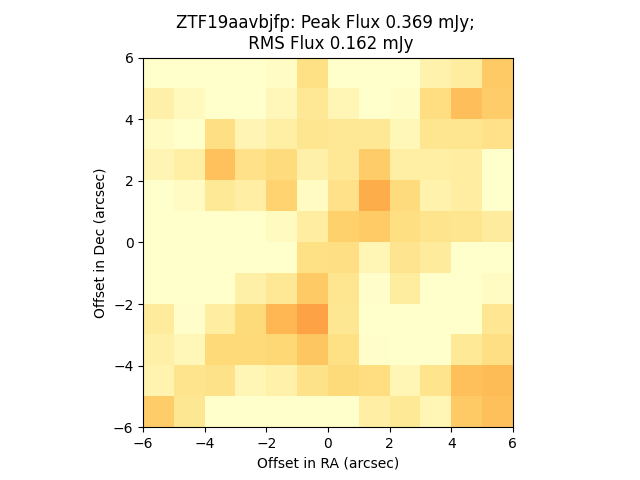 ZTF19aavbjfp: Peak Flux 0.369 mJy;
RMS Flux 0.162 mJy
6
4
2
0
−2
−4
−6
Offset in Dec (arcsec)
−6 −4 −2 0 2 4 6
Offset in RA (arcsec)